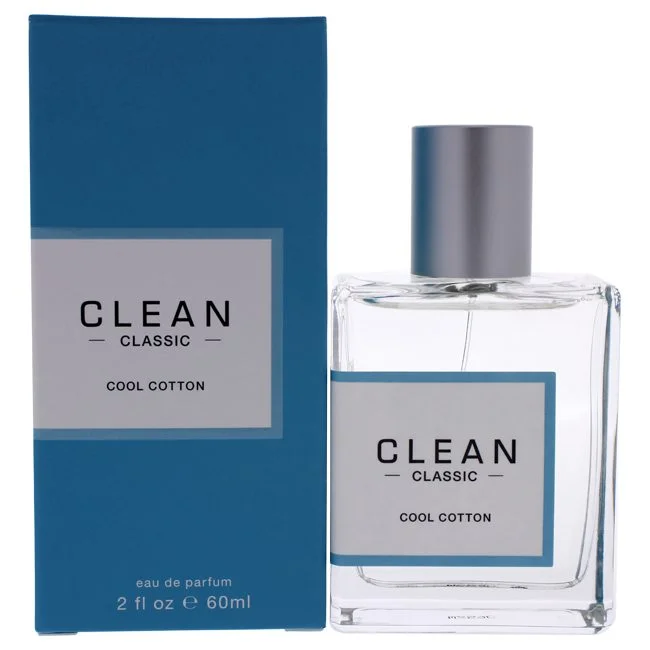 CLEAN
— CLASSIC —
COOL COTTON
eau de parfum
2 fl oz ℮ 60ml
CLEAN
— CLASSIC —
COOL COTTON